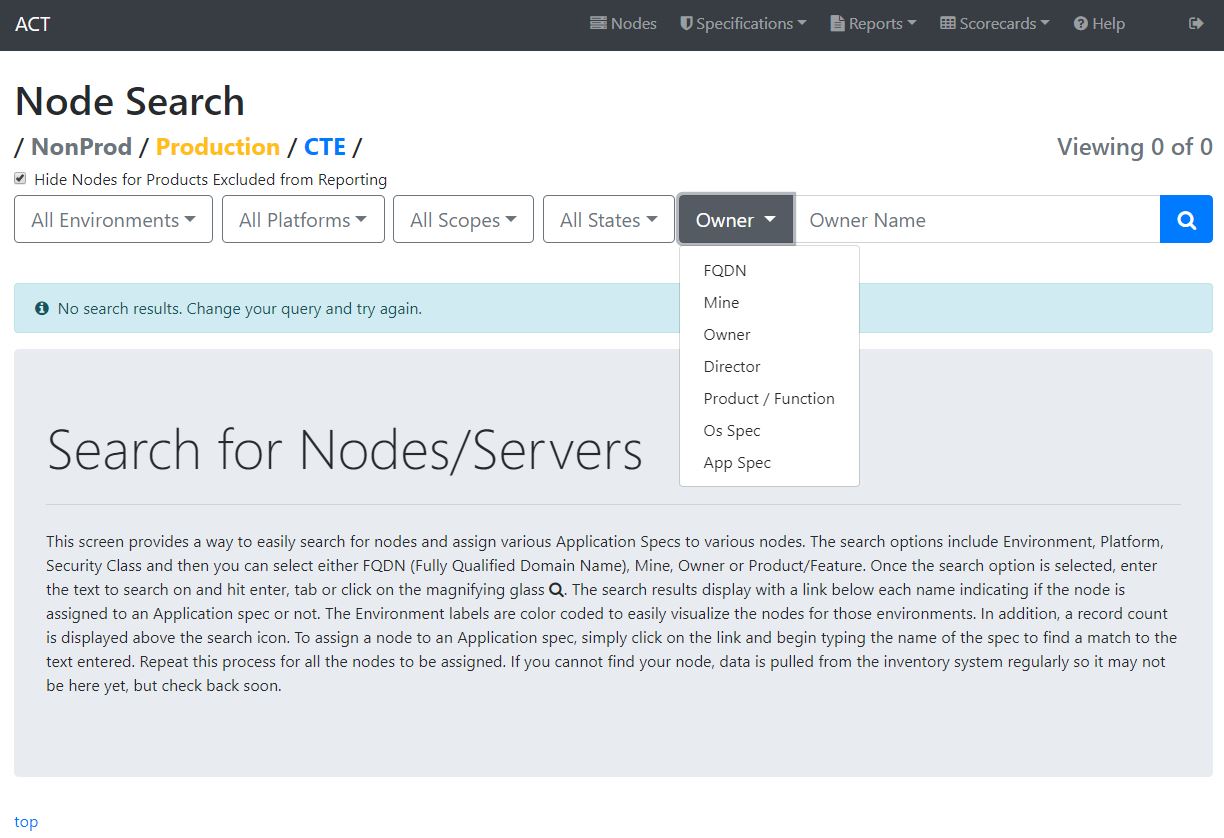 ACT Nodes Specifications Reports Scorecards Help
Node Search
/ NonProd / Production / CTE / Viewing 0 of 0
Hide Nodes for Products Excluded from Reporting
All Environments All Platforms All Scopes All States Owner Owner Name
FQDN
Mine
Owner
Director
Product / Function
Os Spec
App Spec
No search results. Change your query and try again.
Search for Nodes/Servers
This screen provides a way to easily search for nodes and assign various Application Specs to various nodes. The search options include Environment, Platform,
Security Class and then you can select either FQDN (Fully Qualified Domain Name), Mine, Owner or Product/Feature. Once the search option is selected, enter
the text to search on and hit enter, tab or click on the magnifying glass . The search results display with a link below each name indicating if the node is
assigned to an Application spec or not. The Environment labels are color coded to easily visualize the nodes for those environments. In addition, a record count
is displayed above the search icon. To assign a node to an Application spec, simply click on the link and begin typing the name of the spec to find a match to the
text entered. Repeat this process for all the nodes to be assigned. If you cannot find your node, data is pulled from the inventory system regularly so it may not
be here yet, but check back soon.
top